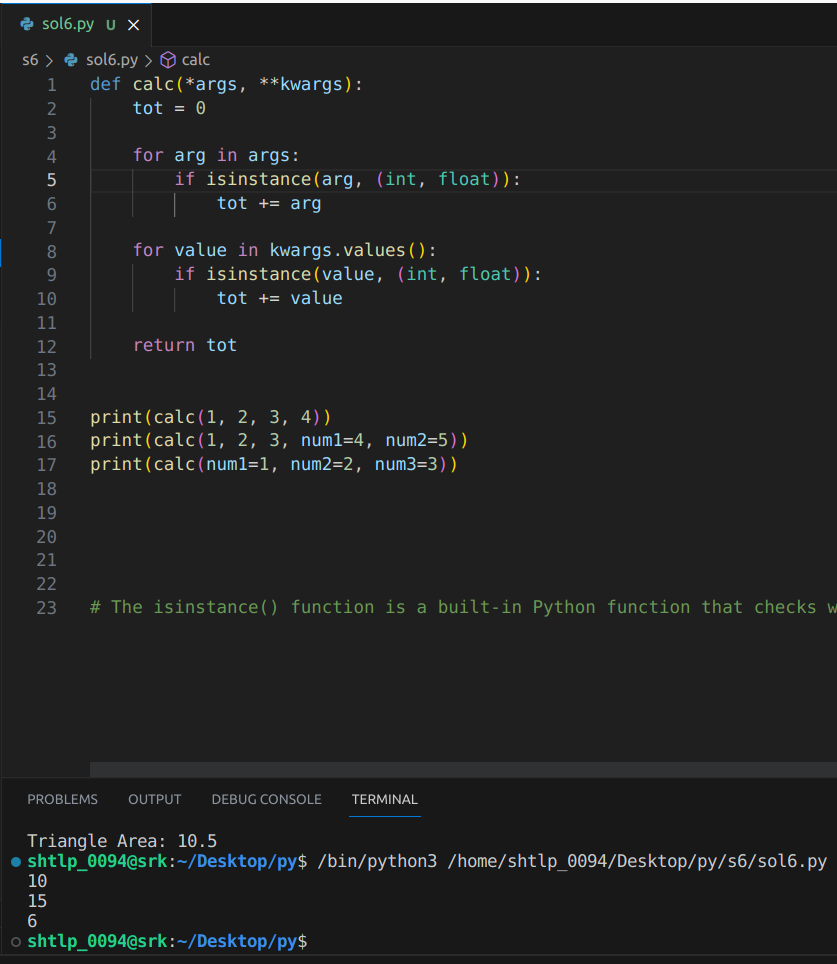 sol6.py U ×
s6 > sol6.py > calc
1 def calc(*args, **kwargs):
2     tot = 0
3
4     for arg in args:
5         if isinstance(arg, (int, float)):
6             tot += arg
7
8     for value in kwargs.values():
9         if isinstance(value, (int, float)):
10             tot += value
11
12     return tot
13
14
15 print(calc(1, 2, 3, 4))
16 print(calc(1, 2, 3, num1=4, num2=5))
17 print(calc(num1=1, num2=2, num3=3))
18
19
20
21
22
23 # The isinstance() function is a built-in Python function that checks
PROBLEMS OUTPUT DEBUG CONSOLE TERMINAL
Triangle Area: 10.5
shtlp_0094@srk:~/Desktop/py$ /bin/python3 /home/shtlp_0094/Desktop/py/s6/sol6.py
10
15
6
shtlp_0094@srk:~/Desktop/py$